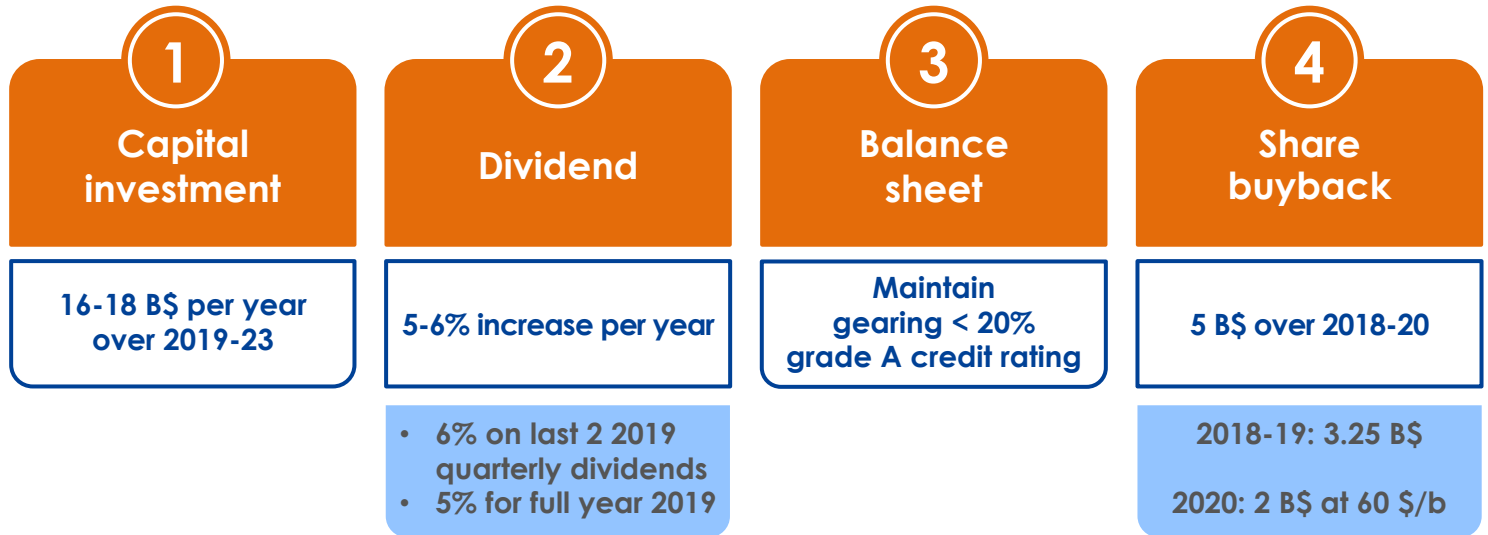 1
Capital
investment
16-18 B$ per year
over 2019-23
2
Dividend
5-6% increase per year
• 6% on last 2 2019
quarterly dividends
• 5% for full year 2019
3
Balance
sheet
Maintain
gearing < 20%
grade A credit rating
4
Share
buyback
5 B$ over 2018-20
2018-19: 3.25 B$
2020: 2 B$ at 60 $/b